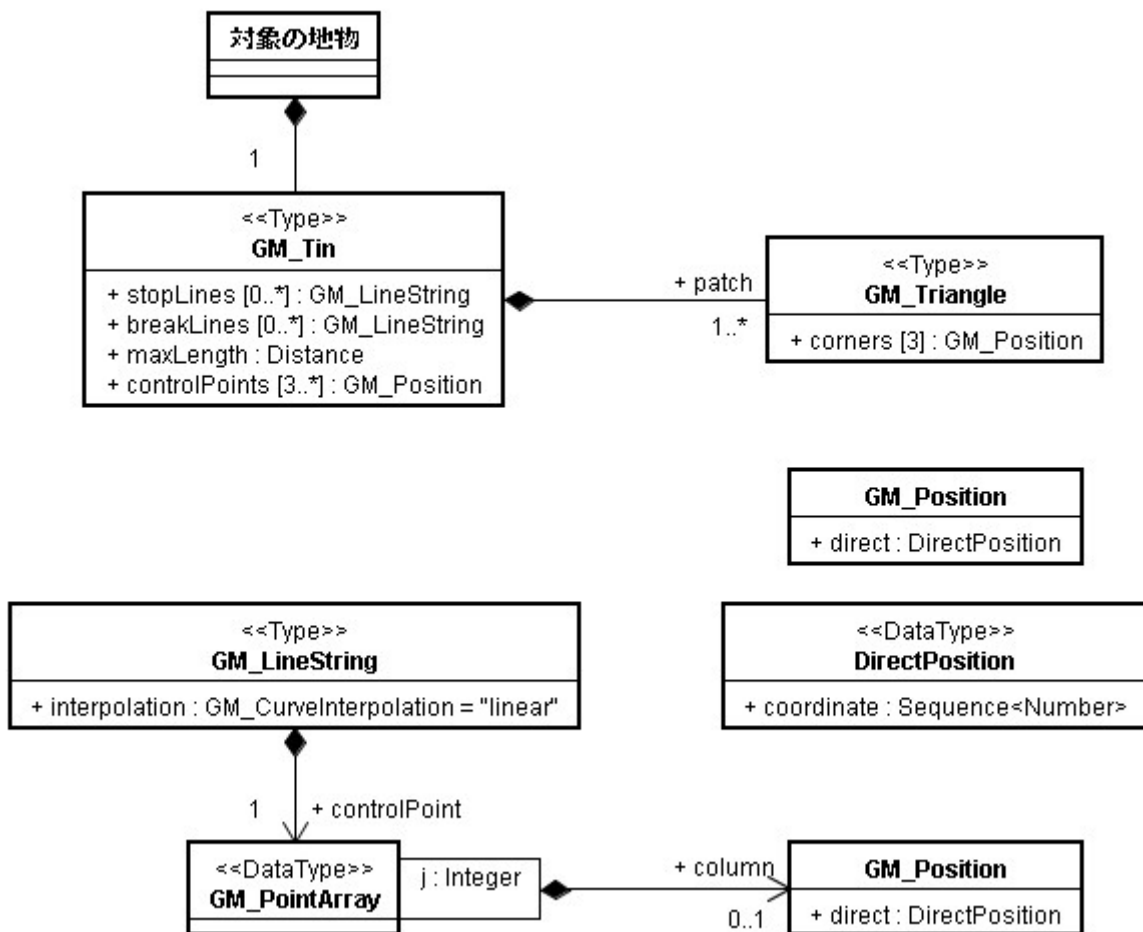 対象の地物
1
<<Type>>
GM_Tin
+ stopLines [0..*] : GM_LineString
+ breakLines [0..*] : GM_LineString
+ maxLength : Distance
+ controlPoints [3..*] : GM_Position
+ patch
1..*
<<Type>>
GM_Triangle
+ corners [3] : GM_Position
GM_Position
+ direct : DirectPosition
<<Type>>
GM_LineString
+ interpolation : GM_CurveInterpolation = "linear"
<<DataType>>
DirectPosition
+ coordinate : Sequence<Number>
1
+ controlPoint
<<DataType>>
GM_PointArray
j : Integer
+ column
0..1
GM_Position
+ direct : DirectPosition